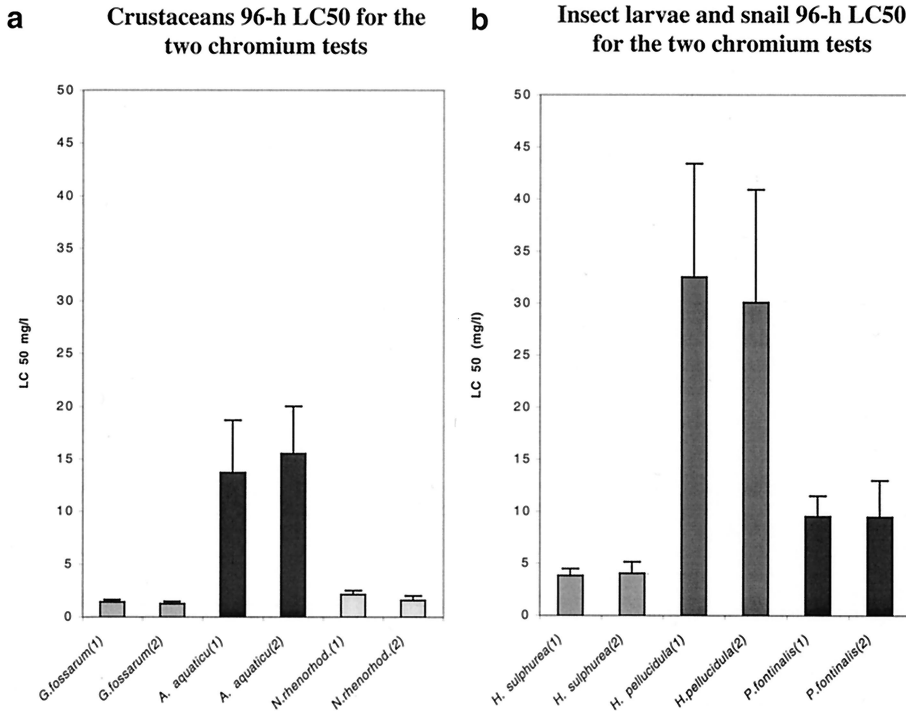 a
Crustaceans 96-h LC50 for the
two chromium tests
50
45
40
35
30
25
20
15
10
5
0
LC 50 mg/l
G.fossarum(1)
G.fossarum(2)
A. aquaticu(1)
A. aquaticu(2)
N.rhenorhod.(1)
N.rhenorhod.(2)
b
Insect larvae and snail 96-h LC50
for the two chromium tests
50
45
40
35
30
25
20
15
10
5
0
LC 50 (mg/l)
H. sulphurea(1)
H. sulphurea(2)
H. pellucidula(1)
H.pellucidula(2)
P.fontinalis(1)
P.fontinalis(2)